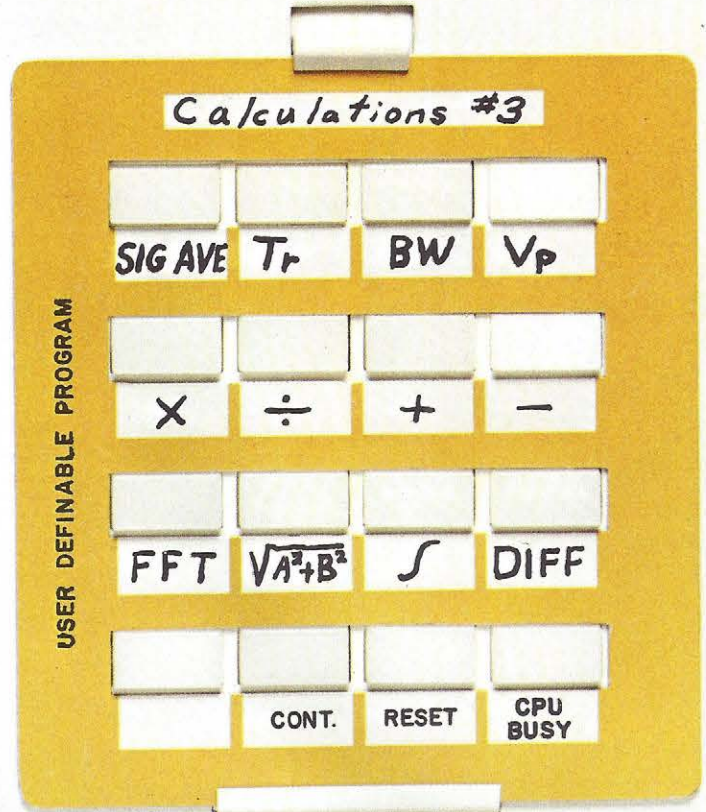 Calculations #3
SIG AVE Tr BW Vp
× ÷ + −
FFT √A²+B² ∫ DIFF
CONT. RESET CPU BUSY
USER DEFINABLE PROGRAM